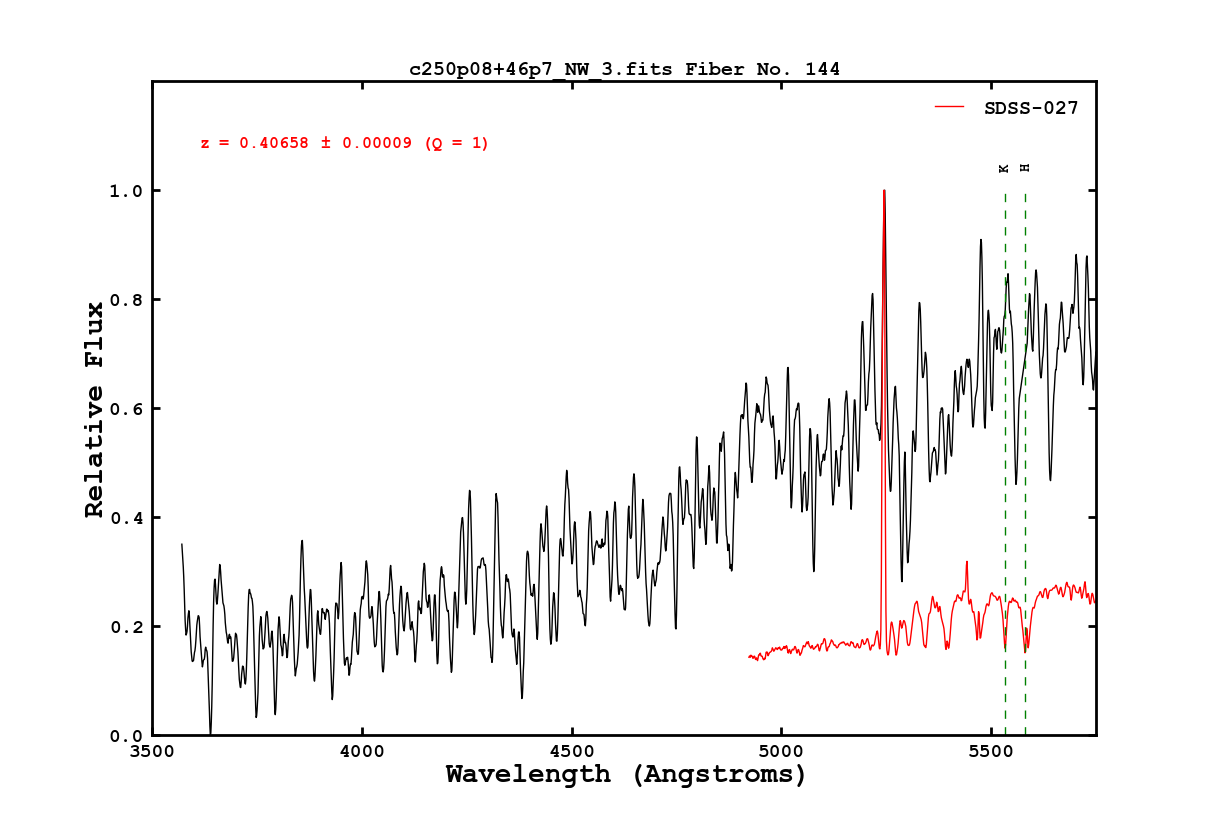 c250p08+46p7_NW_3.fits Fiber No. 144
SDSS-027
z = 0.40658 ± 0.00009 (Q = 1)
K H
1.0
0.8
0.6
0.4
0.2
0.0
Relative Flux
3500 4000 4500 5000 5500
Wavelength (Angstroms)